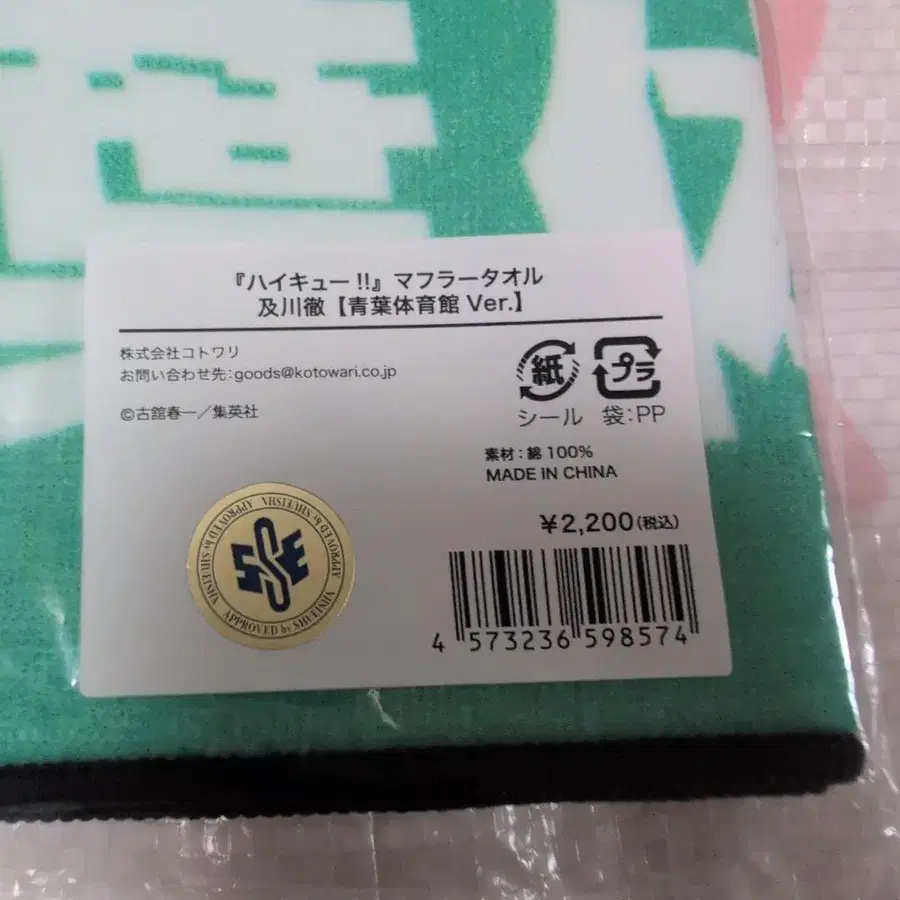 『ハイキュー!!』マフラータオル
及川徹【青葉体育館 Ver.】
株式会社コトワリ
お問い合わせ先:goods@kotowari.co.jp
©古舘春一/集英社
紙
プラ
シール 袋:PP
素材:綿 100%
MADE IN CHINA
¥2,200(税込)
APPROVED by SHUEISHA APPROVED by SHUEISHA
4 573236 598574